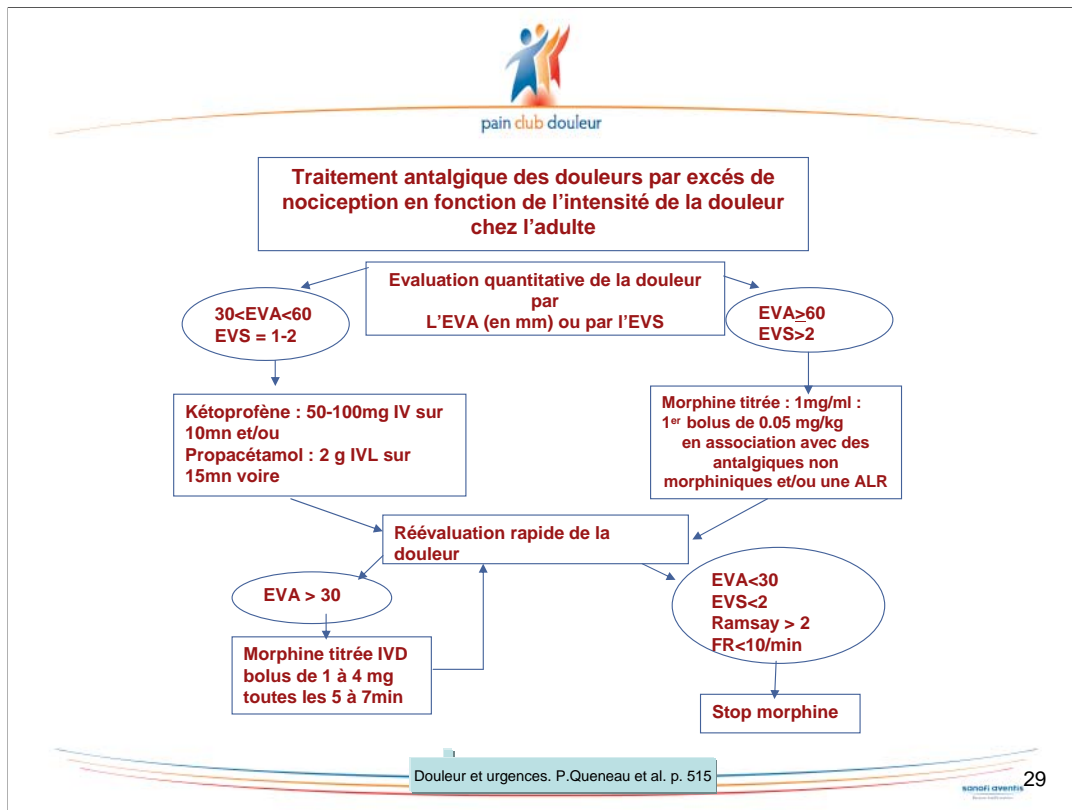 pain club douleur
Traitement antalgique des douleurs par excés de
nociception en fonction de l'intensité de la douleur
chez l'adulte
Evaluation quantitative de la douleur
par
L'EVA (en mm) ou par l'EVS
30<EVA<60
EVS = 1-2
EVA≥60
EVS>2
Kétoprofène : 50-100mg IV sur
10mn et/ou
Propacétamol : 2 g IVL sur
15mn voire
Morphine titrée : 1mg/ml :
1er bolus de 0.05 mg/kg
en association avec des
antalgiques non
morphiniques et/ou une ALR
Réévaluation rapide de la
douleur
EVA > 30
EVA<30
EVS<2
Ramsay > 2
FR<10/min
Morphine titrée IVD
bolus de 1 à 4 mg
toutes les 5 à 7min
Stop morphine
Douleur et urgences. P.Queneau et al. p. 515
sanofi aventis
29